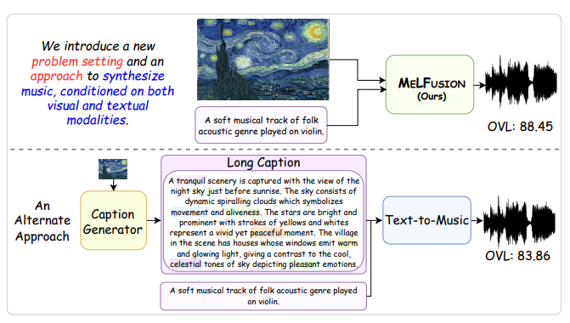 We introduce a new
problem setting and an
approach to synthesize
music, conditioned on both
visual and textual
modalities.
A soft musical track of folk
acoustic genre played on violin.
MELFUSION
(Ours)
OVL: 88.45
An
Alternate
Approach
Caption
Generator
Long Caption
A tranquil scenery is captured with the view of the
night sky just before sunrise. The sky consists of
dynamic spiralling clouds which symbolizes
movement and aliveness. The stars are bright and
prominent with strokes of yellows and whites
represent a vivid yet peaceful moment. The village
in the scene has houses whose windows emit warm
and glowing light, giving a contrast to the cool,
celestial tones of sky depicting pleasant emotions.
A soft musical track of folk acoustic genre played
on violin.
Text-to-Music
OVL: 83.86